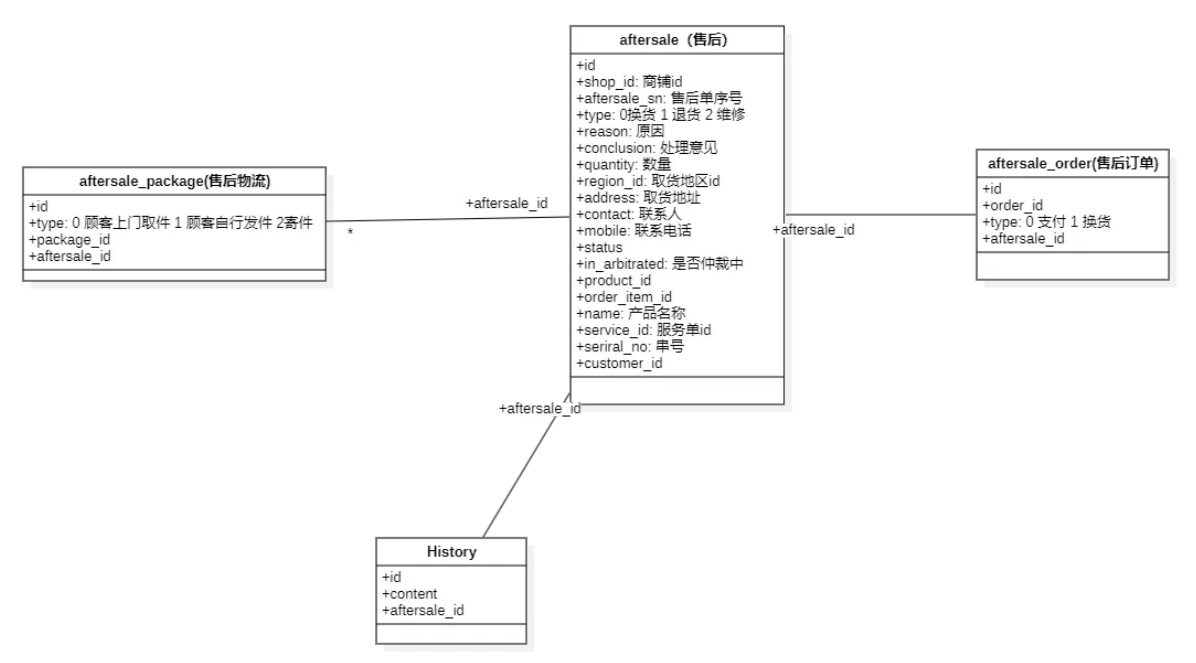 aftersale（售后）
+id
+shop_id: 商铺id
+aftersale_sn: 售后单序号
+type: 0换货 1 退货 2 维修
+reason: 原因
+conclusion: 处理意见
+quantity: 数量
+region_id: 取货地区id
+address: 取货地址
+contact: 联系人
+mobile: 联系电话
+status
+in_arbitrated: 是否仲裁中
+product_id
+order_item_id
+name: 产品名称
+service_id: 服务单id
+seriral_no: 串号
+customer_id
aftersale_package(售后物流)
+id
+type: 0 顾客上门取件 1 顾客自行发件 2寄件
+package_id
+aftersale_id
+aftersale_id
*
aftersale_order(售后订单)
+id
+order_id
+type: 0 支付 1 换货
+aftersale_id
+aftersale_id
+aftersale_id
History
+id
+content
+aftersale_id